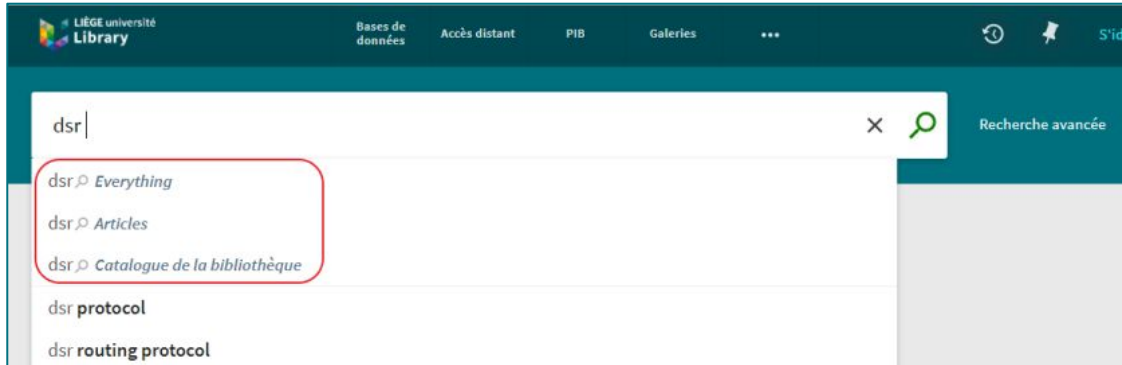 LIÈGE université
Library
Bases de
données
Accès distant
PIB
Galeries
S'id
dsr
Recherche avancée
dsr Everything
dsr Articles
dsr Catalogue de la bibliothèque
dsr protocol
dsr routing protocol